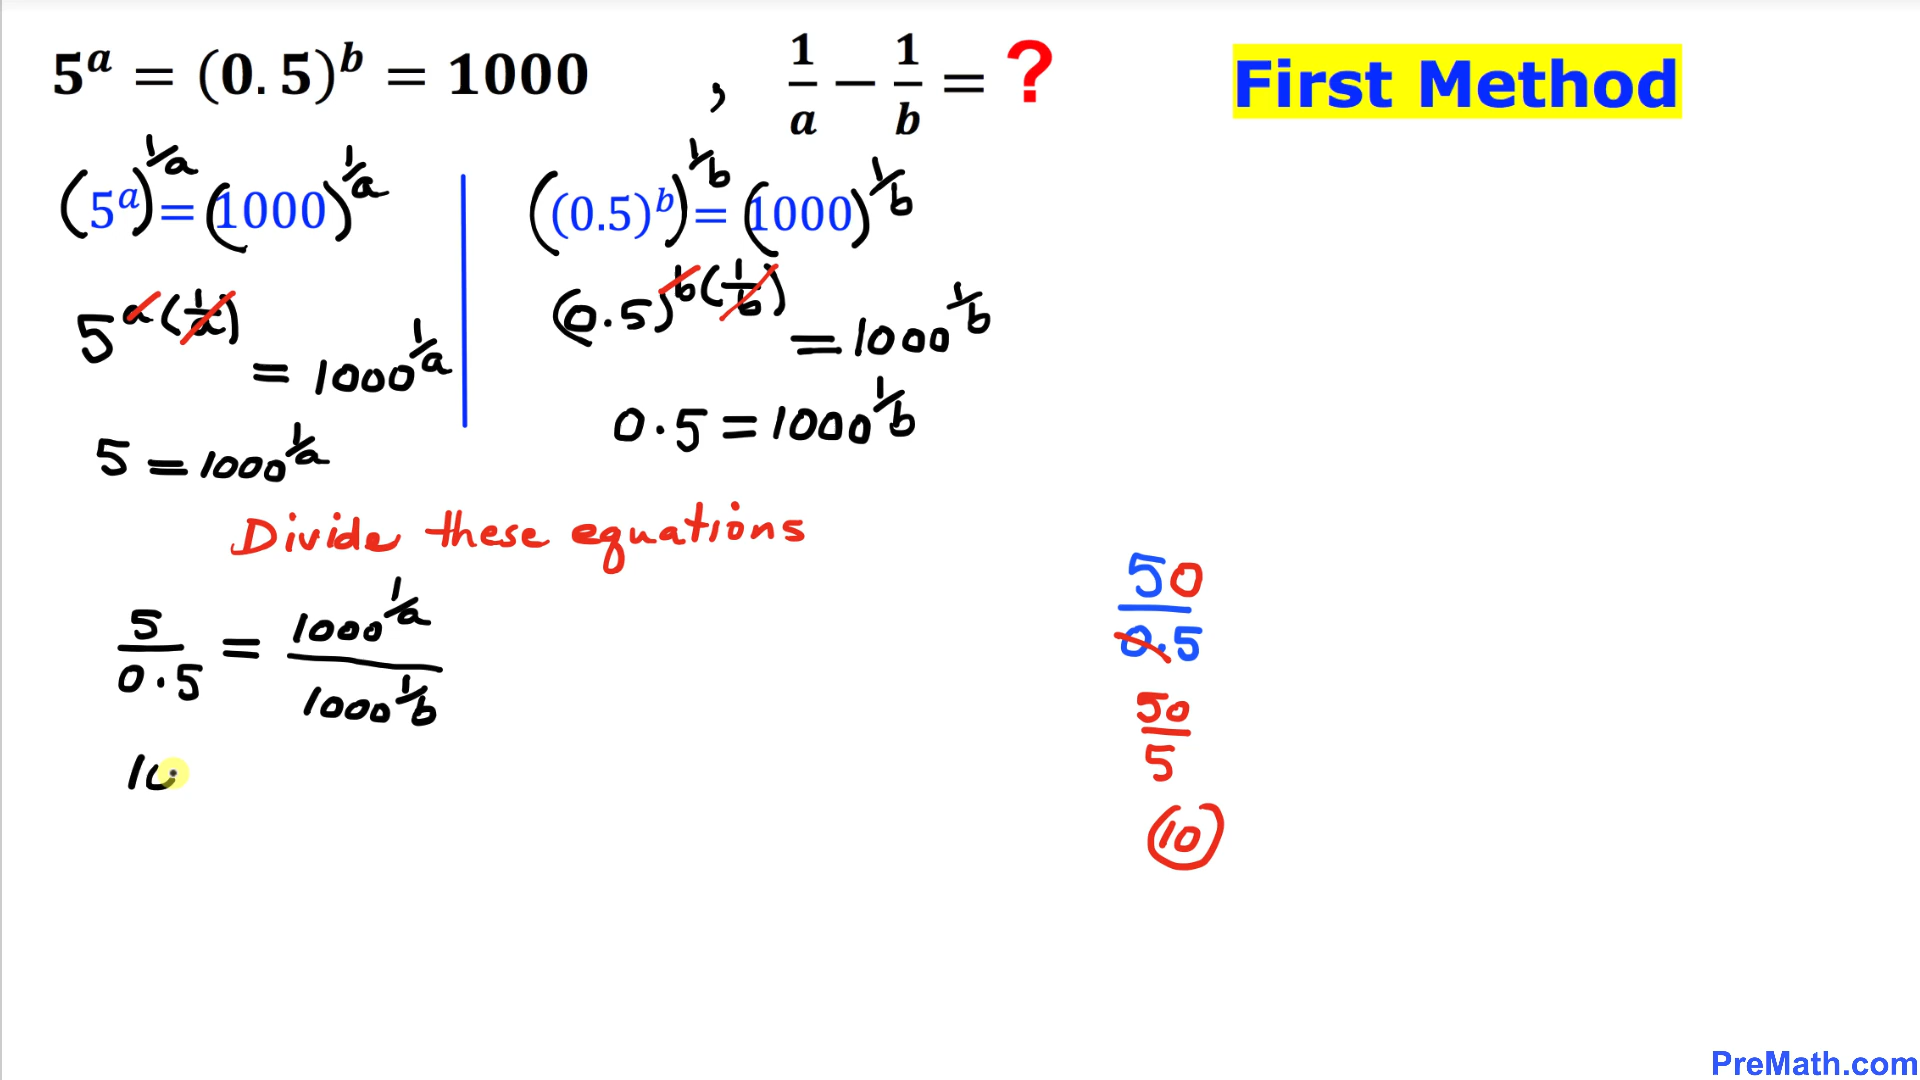 5^a = (0.5)^b = 1000 , 1/a − 1/b = ?
First Method
(5^a)^(1/a) = (1000)^(1/a)
((0.5)^b)^(1/b) = (1000)^(1/b)
5^a(1/a) = 1000^(1/a)
(0.5)^b(1/b) = 1000^(1/b)
5 = 1000^(1/a)
0.5 = 1000^(1/b)
Divide these equations
5/0.5 = 1000^(1/a)/1000^(1/b)
10
50/0.5
50/5
10
PreMath.com